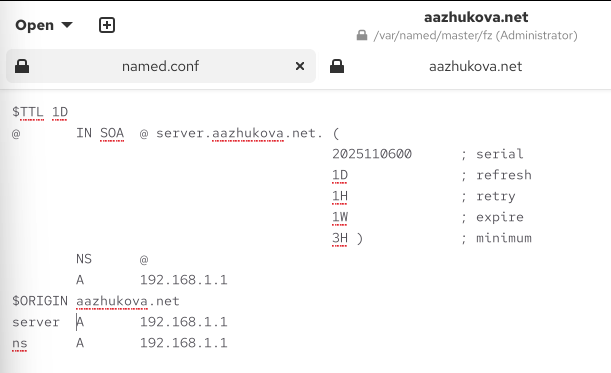 Open
aazhukova.net
/var/named/master/fz (Administrator)
named.conf
aazhukova.net
$TTL 1D
@ IN SOA @ server.aazhukova.net. (
2025110600 ; serial
1D ; refresh
1H ; retry
1W ; expire
3H ) ; minimum
NS @
A 192.168.1.1
$ORIGIN aazhukova.net
server A 192.168.1.1
ns A 192.168.1.1